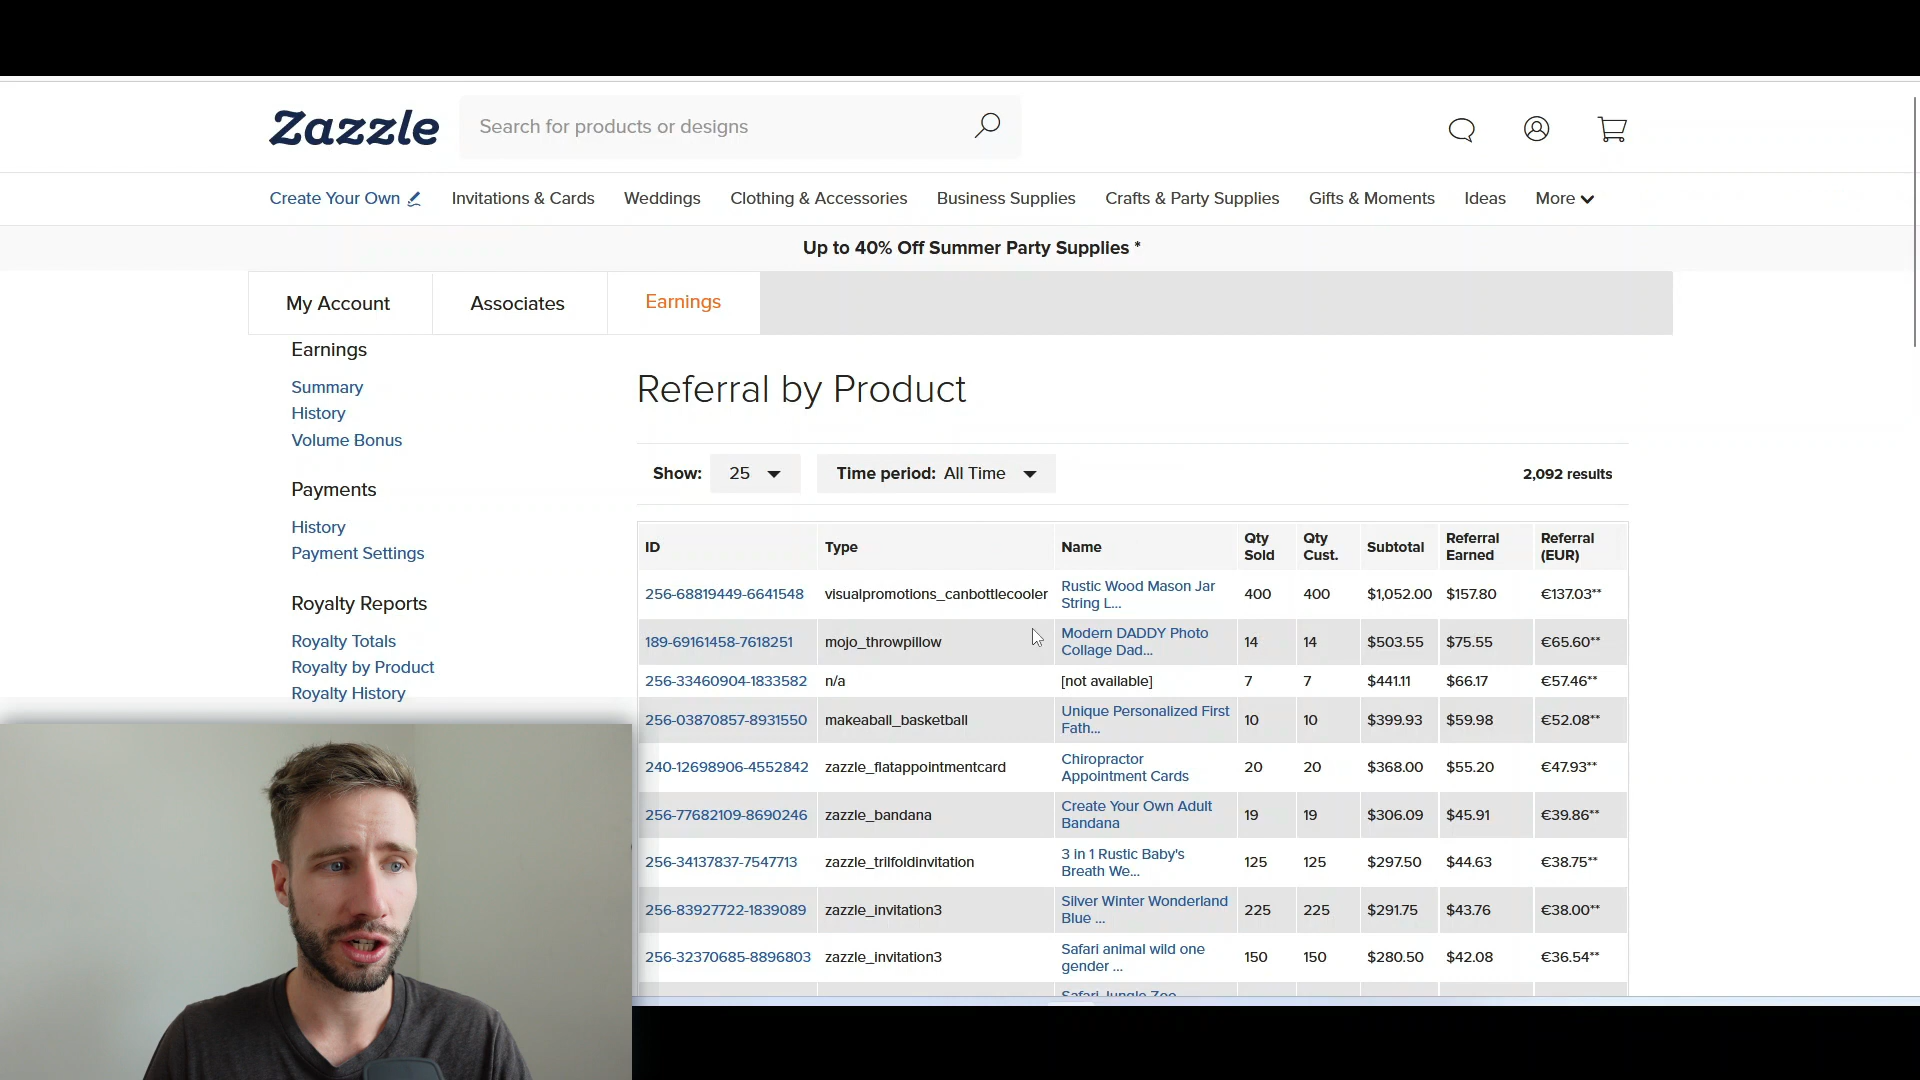 Zazzle
Search for products or designs
Create Your Own Invitations & Cards Weddings Clothing & Accessories Business Supplies Crafts & Party Supplies Gifts & Moments Ideas More
Up to 40% Off Summer Party Supplies *
My Account Associates Earnings
Earnings
Summary
History
Volume Bonus
Payments
History
Payment Settings
Royalty Reports
Royalty Totals
Royalty by Product
Royalty History
Referral by Product
Show: 25 Time period: All Time 2,092 results
ID Type Name Qty Sold Qty Cust. Subtotal Referral Earned Referral (EUR)
256-68819449-6641548 visualpromotions_canbottlecooler Rustic Wood Mason Jar String L... 400 400 $1,052.00 $157.80 €137.03**
189-69161458-7618251 mojo_throwpillow Modern DADDY Photo Collage Dad... 14 14 $503.55 $75.55 €65.60**
256-33460904-1833582 n/a [not available] 7 7 $441.11 $66.17 €57.46**
256-03870857-8931550 makeaball_basketball Unique Personalized First Fath... 10 10 $399.93 $59.98 €52.08**
240-12698906-4552842 zazzle_flatappointmentcard Chiropractor Appointment Cards 20 20 $368.00 $55.20 €47.93**
256-77682109-8690246 zazzle_bandana Create Your Own Adult Bandana 19 19 $306.09 $45.91 €39.86**
256-34137837-7547713 zazzle_trilfoldinvitation 3 in 1 Rustic Baby's Breath We... 125 125 $297.50 $44.63 €38.75**
256-83927722-1839089 zazzle_invitation3 Silver Winter Wonderland Blue ... 225 225 $291.75 $43.76 €38.00**
256-32370685-8896803 zazzle_invitation3 Safari animal wild one gender ... 150 150 $280.50 $42.08 €36.54**
Safari Jungle Zoo